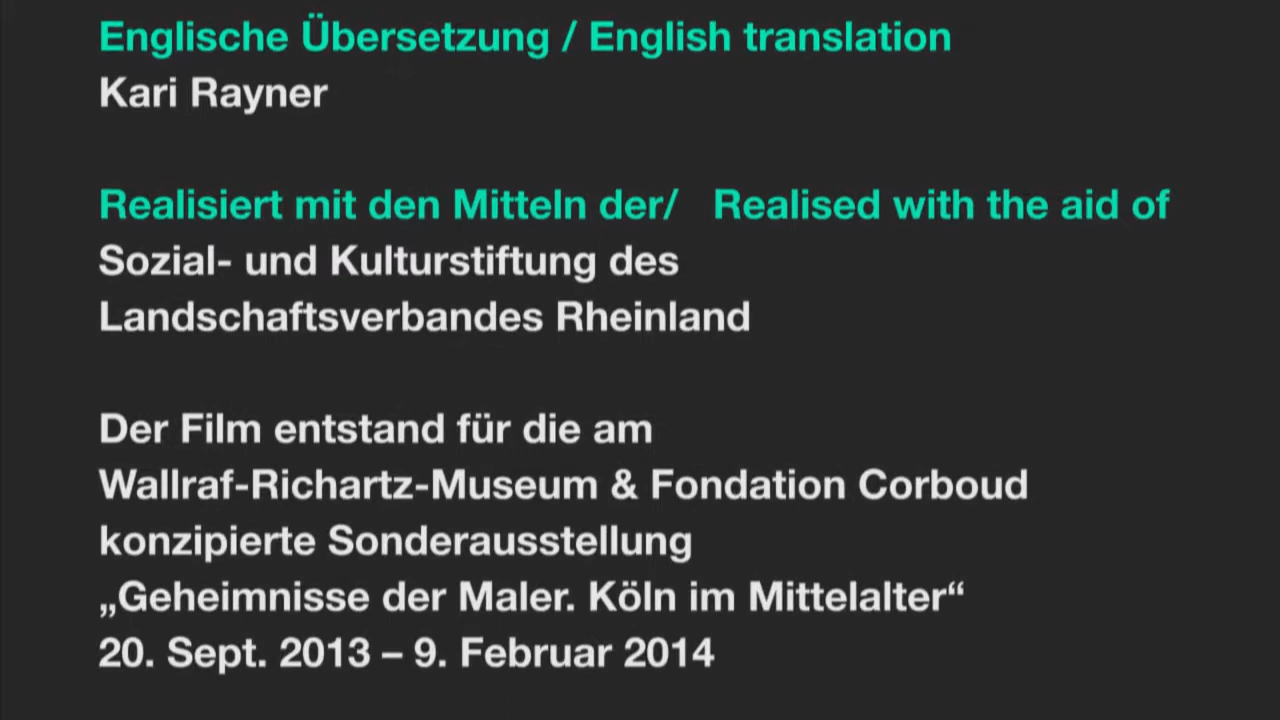 Englische Übersetzung / English translation
Kari Rayner
Realisiert mit den Mitteln der/ Realised with the aid of
Sozial- und Kulturstiftung des
Landschaftsverbandes Rheinland
Der Film entstand für die am
Wallraf-Richartz-Museum & Fondation Corboud
konzipierte Sonderausstellung
„Geheimnisse der Maler. Köln im Mittelalter“
20. Sept. 2013 – 9. Februar 2014